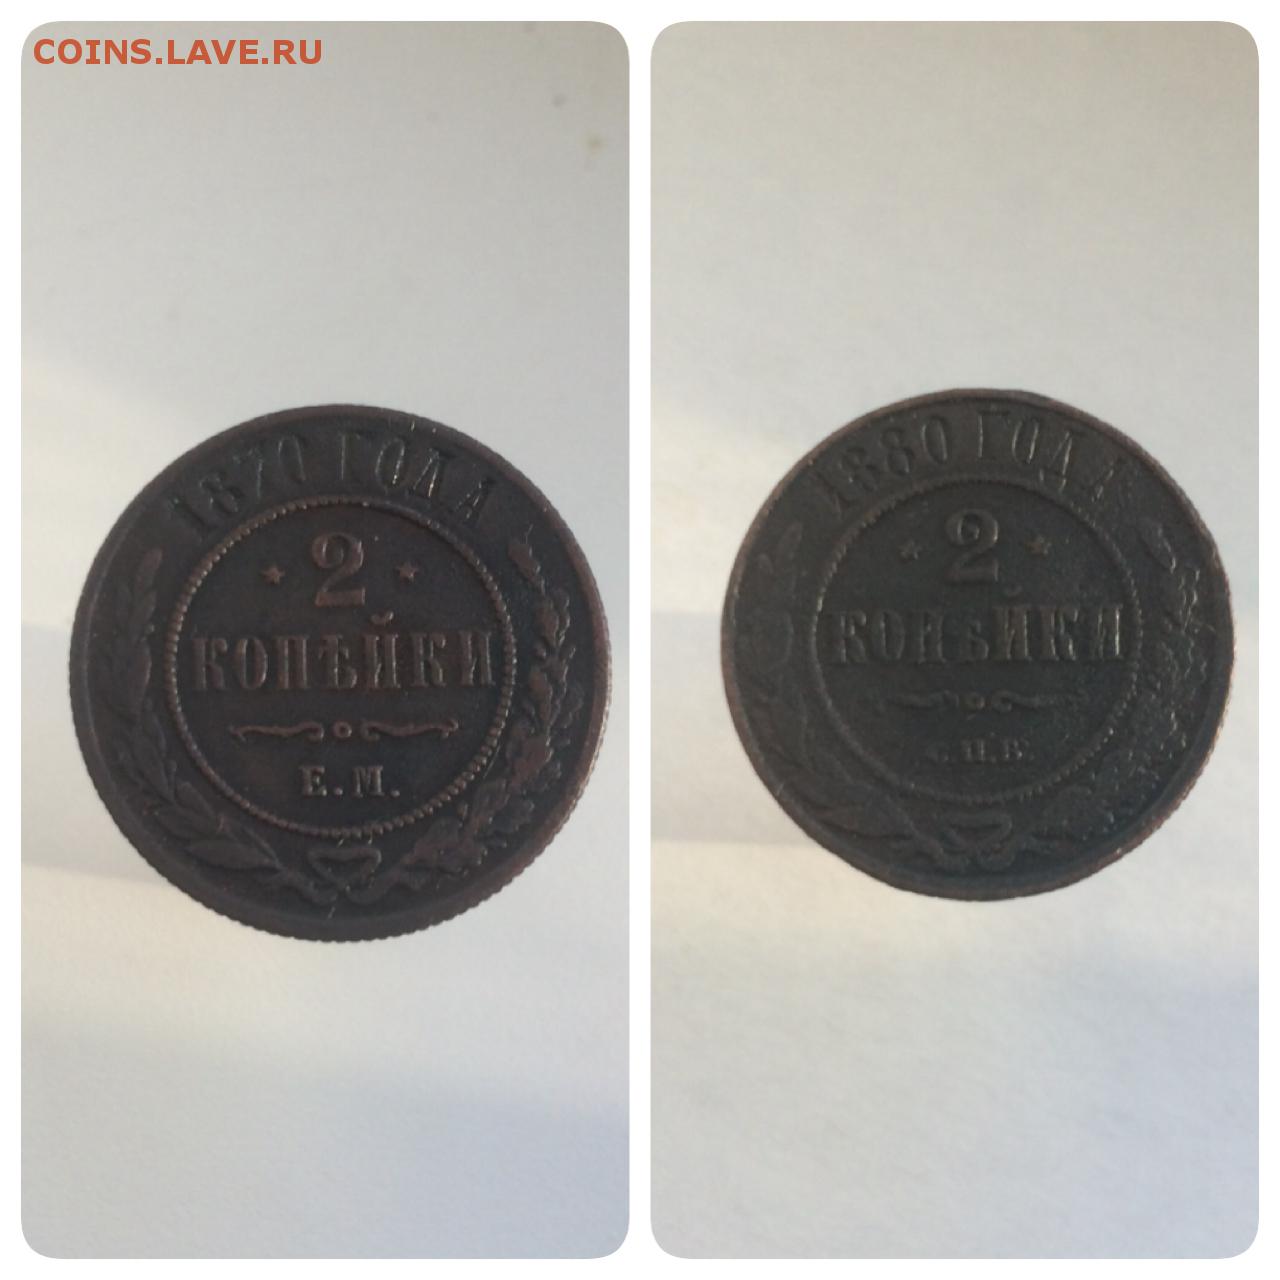 COINS.LAVE.RU
1870 ГОДА
2
КОПѢЙКИ
Е.М.
1880 ГОДА
2
КОПѢЙКИ
С.П.Б.